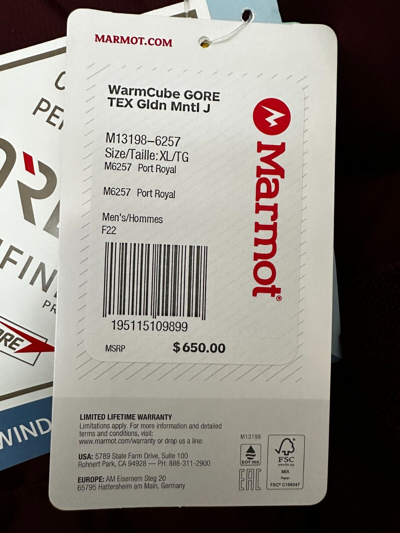 MARMOT.COM
WarmCube GORE
TEX Gldn Mntl J
M13198-6257
Size/Taille:XL/TG
M6257 Port Royal
M6257 Port Royal
Men's/Hommes
F22
195115109899
MSRP $650.00
Marmot®
LIMITED LIFETIME WARRANTY
Limitations apply. For more information and detailed
terms and conditions, visit:
www.marmot.com/warranty or drop us a line:
USA: 5789 State Farm Drive, Suite 100
Rohnert Park, CA 94928 — PH: 888-311-2900
EUROPE: AM Eisernem Steg 20
65795 Hattersheim am Main, Germany
M13198
EAC
FSC
MIX
Paper
WIND